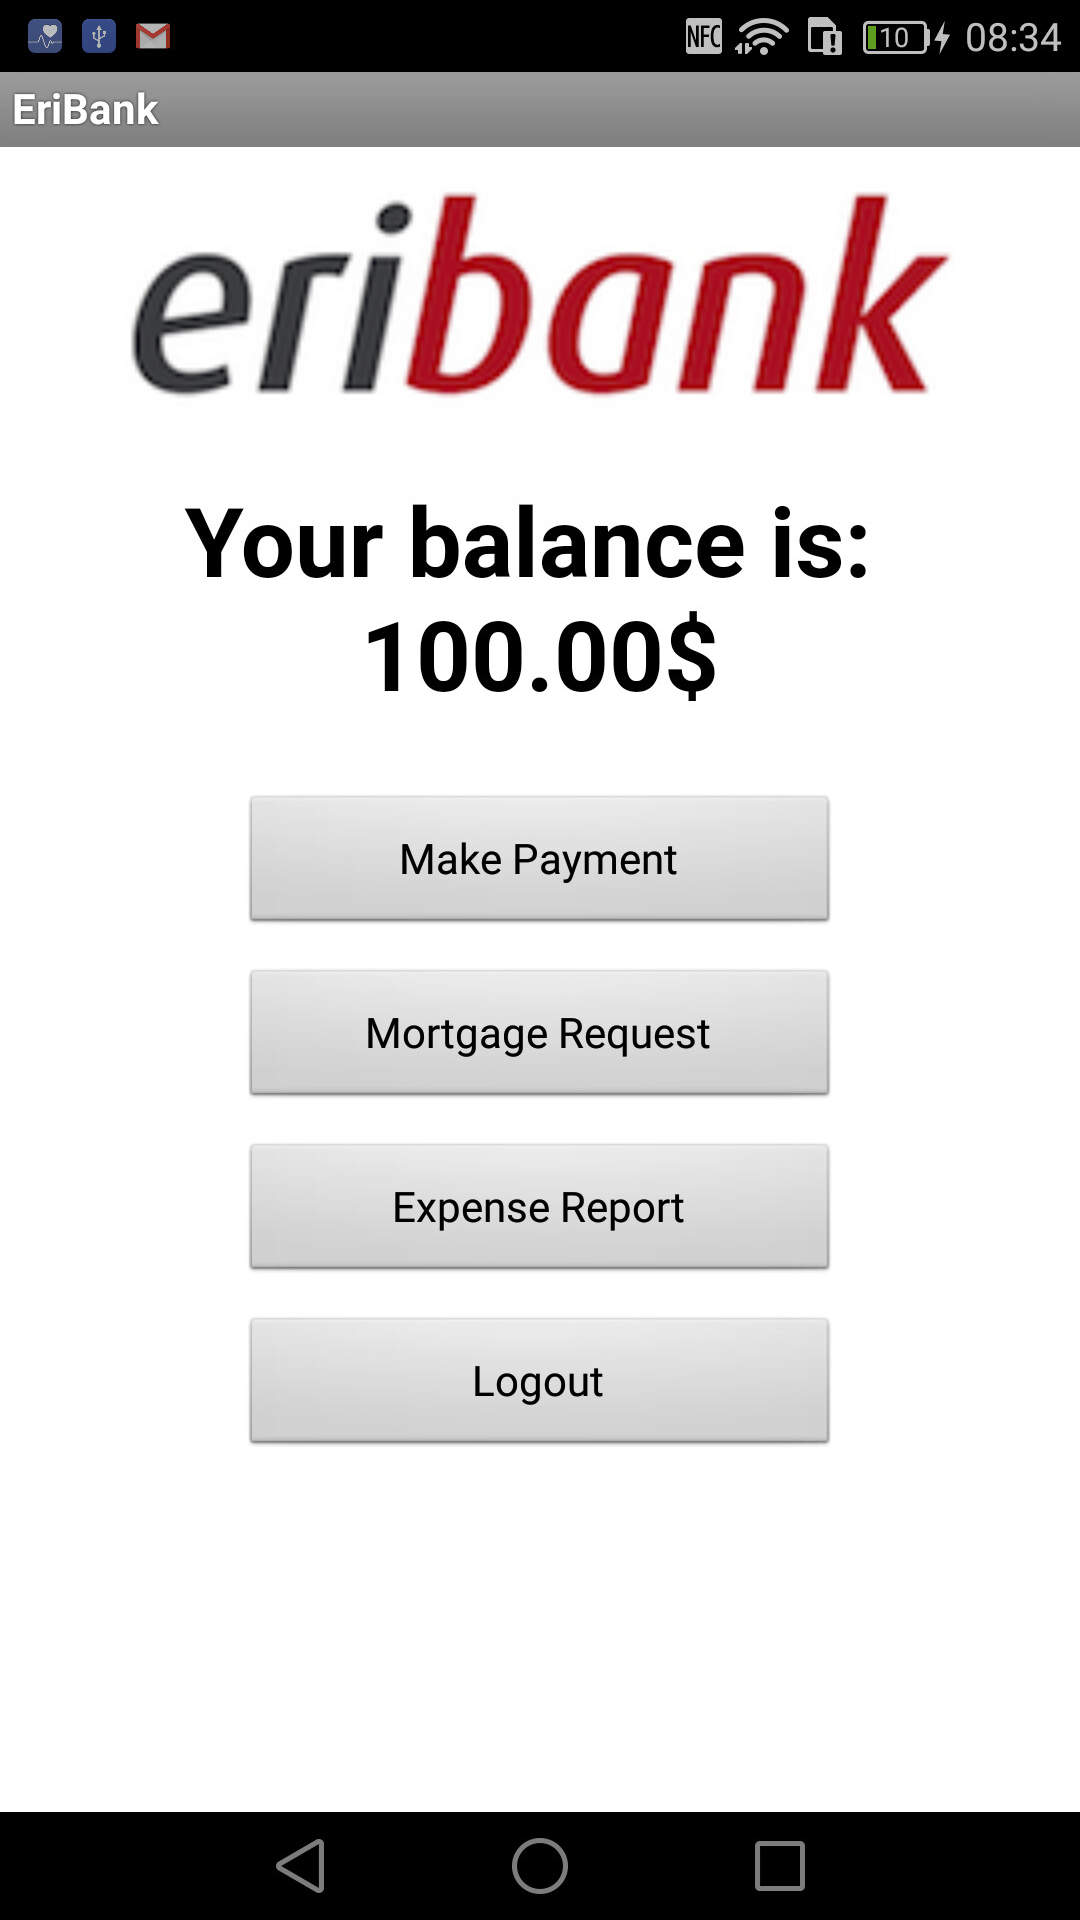 NFC 10 08:34
EriBank
eribank
Your balance is:
100.00$
Make Payment
Mortgage Request
Expense Report
Logout